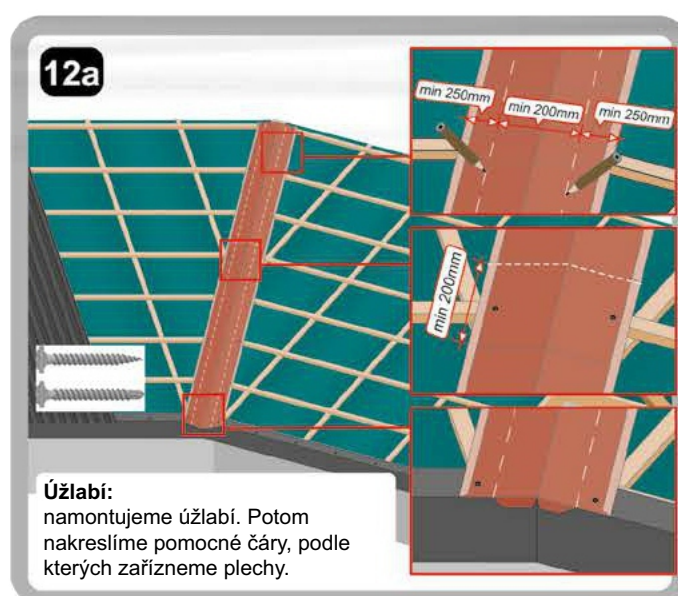 12a
min 250mm
min 200mm
min 250mm
min 200mm
Úžlabí:
namontujeme úžlabí. Potom
nakreslíme pomocné čáry, podle
kterých zařízneme plechy.